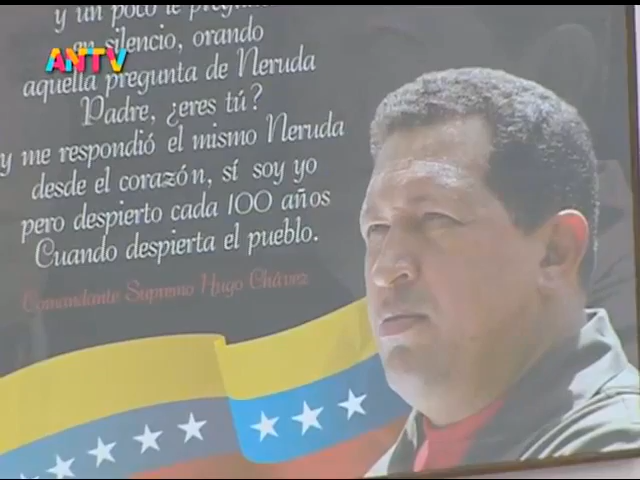 y un poco le
en silencio, orando
ANTV
aquella pregunta de Neruda
Padre, ¿eres tú?
y me respondió el mismo Neruda
desde el corazón, sí soy yo
pero despierto cada 100 años
Cuando despierta el pueblo.
Comandante Supremo Hugo Chávez